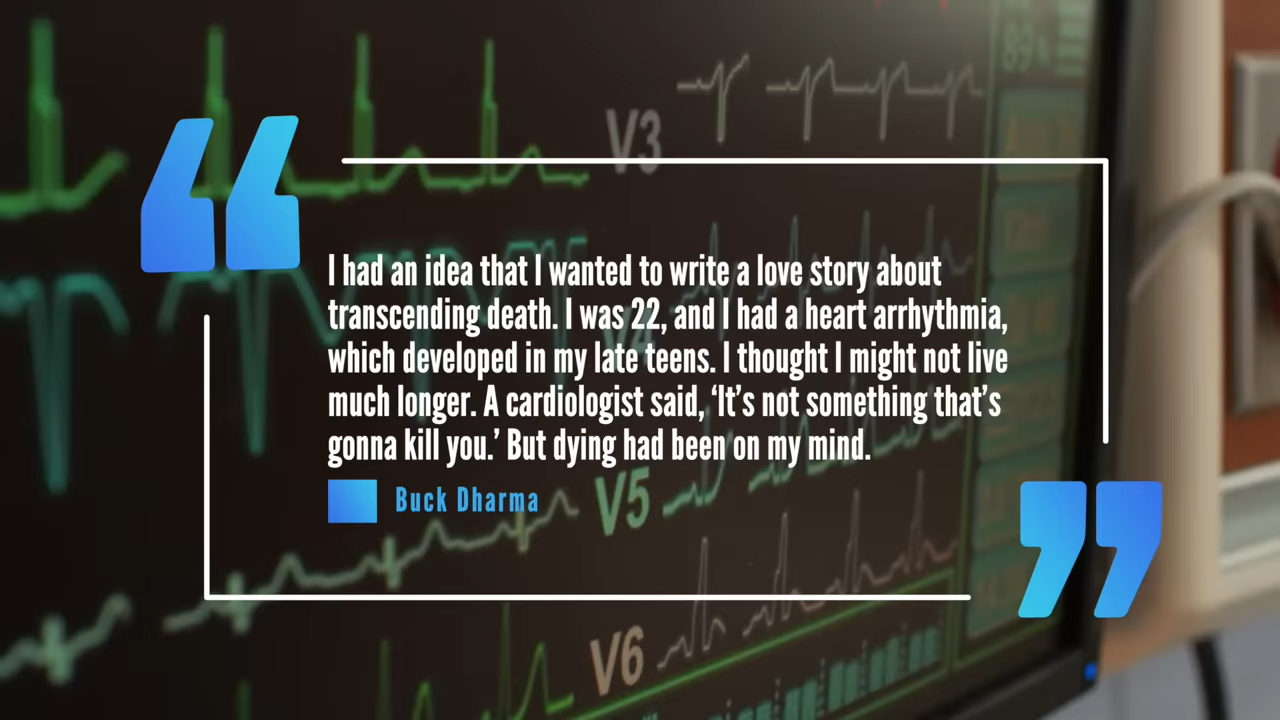 89%
V3
I had an idea that I wanted to write a love story about
transcending death. I was 22, and I had a heart arrhythmia,
which developed in my late teens. I thought I might not live
much longer. A cardiologist said, ‘It’s not something that’s
gonna kill you.’ But dying had been on my mind.
Buck Dharma
V5
V6